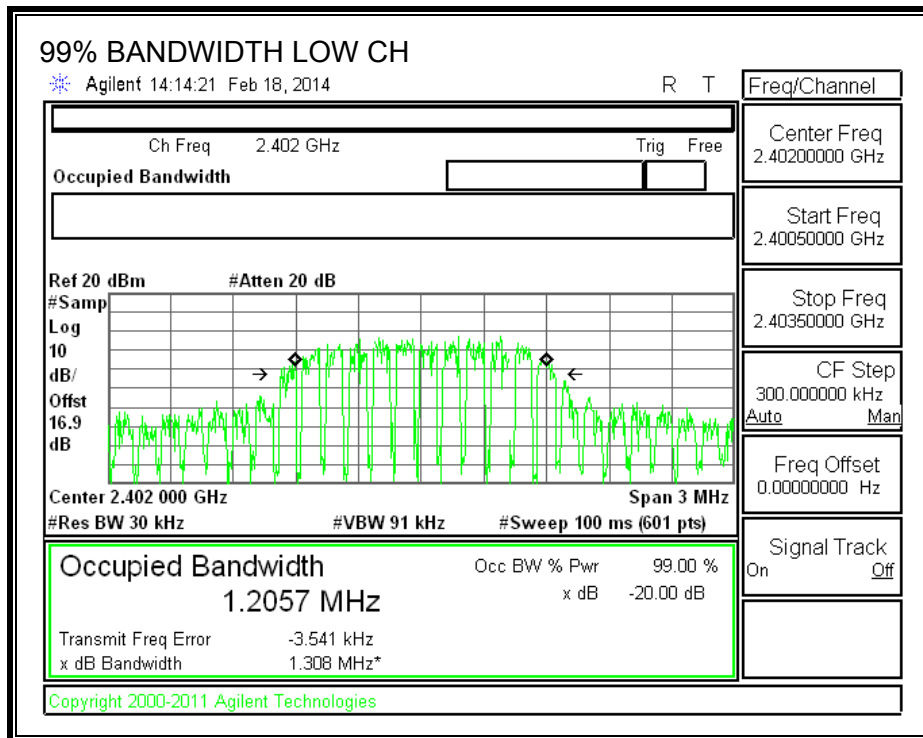 99% BANDWIDTH LOW CH
Agilent 14:14:21 Feb 18, 2014 R T
Ch Freq 2.402 GHz Trig Free
Occupied Bandwidth
Ref 20 dBm #Atten 20 dB
#Samp
Log
10
dB/
Offst
16.9
dB
Center 2.402 000 GHz Span 3 MHz
#Res BW 30 kHz #VBW 91 kHz #Sweep 100 ms (601 pts)
Occupied Bandwidth Occ BW % Pwr 99.00 %
1.2057 MHz x dB -20.00 dB
Transmit Freq Error -3.541 kHz
x dB Bandwidth 1.308 MHz*
Copyright 2000-2011 Agilent Technologies
Freq/Channel
Center Freq
2.40200000 GHz
Start Freq
2.40050000 GHz
Stop Freq
2.40350000 GHz
CF Step
300.000000 kHz
Auto Man
Freq Offset
0.00000000 Hz
Signal Track
On Off